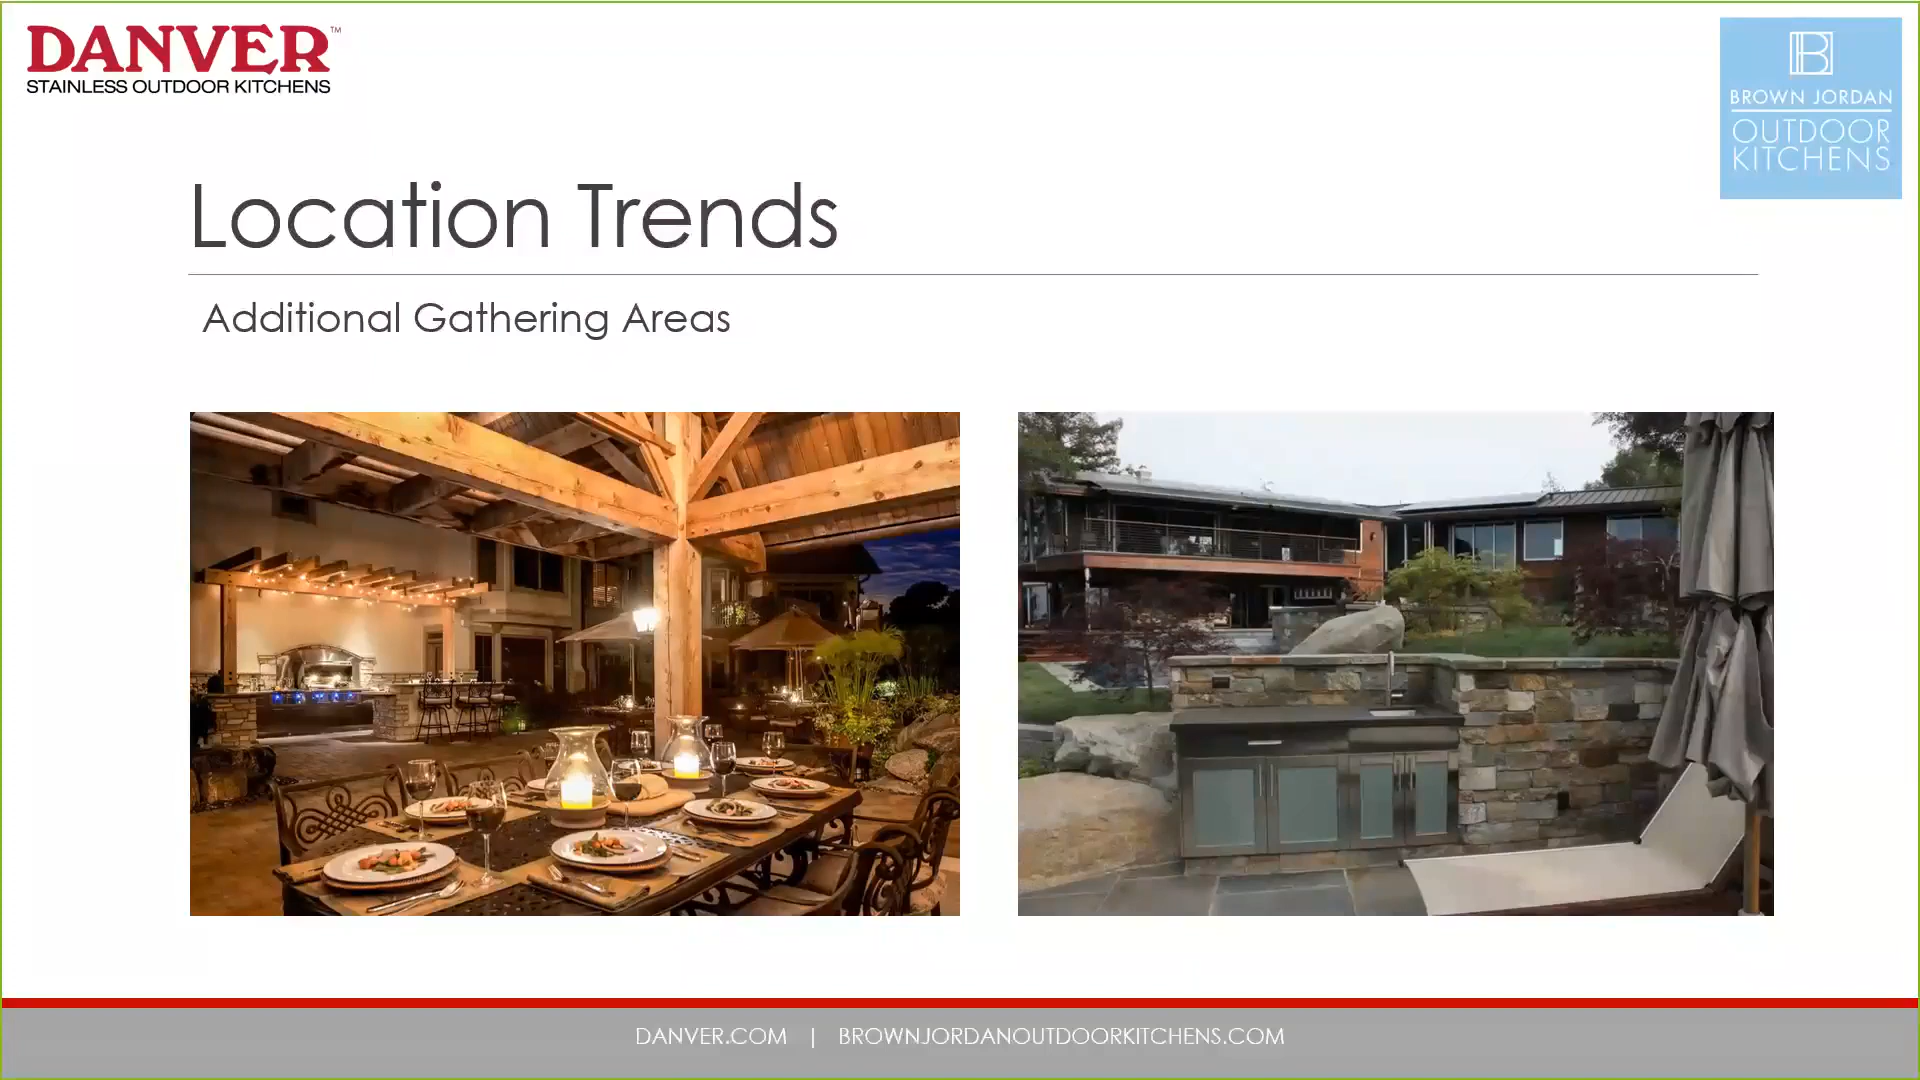 DANVER™
STAINLESS OUTDOOR KITCHENS
BROWN JORDAN
OUTDOOR
KITCHENS
Location Trends
Additional Gathering Areas
DANVER.COM | BROWNJORDANOUTDOORKITCHENS.COM